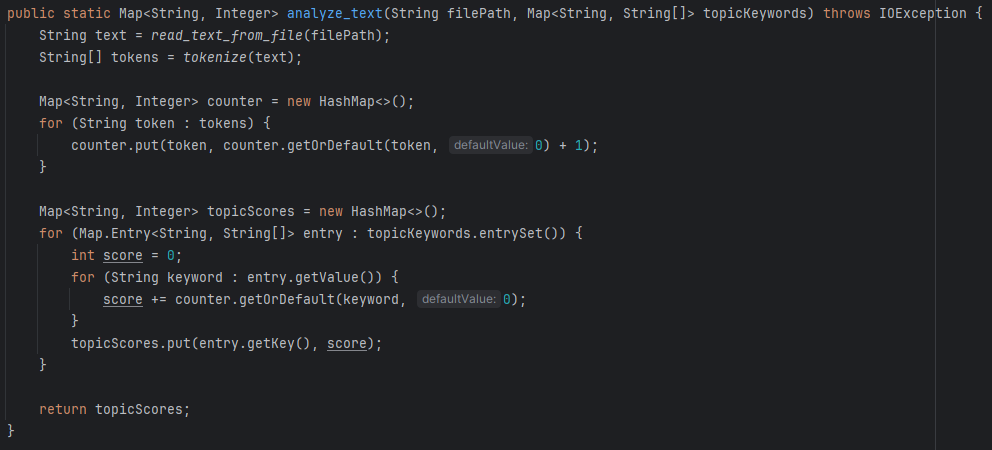 public static Map<String, Integer> analyze_text(String filePath, Map<String, String[]> topicKeywords) throws IOException {
    String text = read_text_from_file(filePath);
    String[] tokens = tokenize(text);

    Map<String, Integer> counter = new HashMap<>();
    for (String token : tokens) {
        counter.put(token, counter.getOrDefault(token, defaultValue: 0) + 1);
    }

    Map<String, Integer> topicScores = new HashMap<>();
    for (Map.Entry<String, String[]> entry : topicKeywords.entrySet()) {
        int score = 0;
        for (String keyword : entry.getValue()) {
            score += counter.getOrDefault(keyword, defaultValue: 0);
        }
        topicScores.put(entry.getKey(), score);
    }

    return topicScores;
}